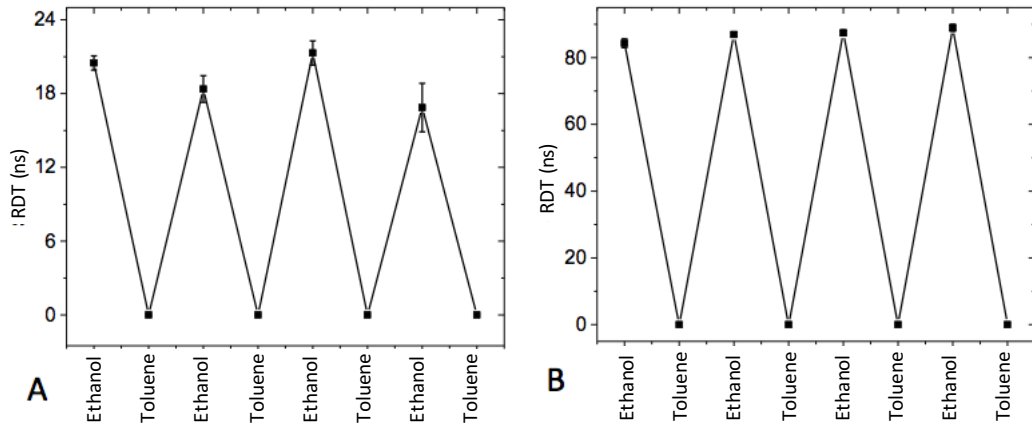 24
18
12
6
0
RDT (ns)
Ethanol
Toluene
Ethanol
Toluene
Ethanol
Toluene
Ethanol
Toluene
A
80
60
40
20
0
RDT (ns)
Ethanol
Toluene
Ethanol
Toluene
Ethanol
Toluene
Ethanol
Toluene
B